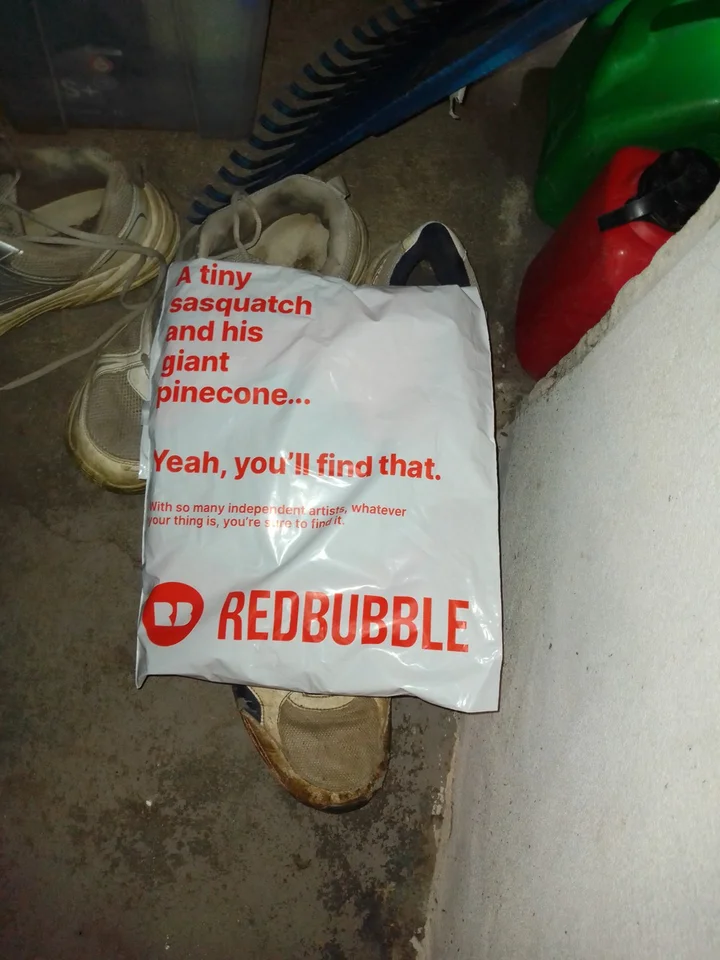 A tiny
sasquatch
and his
giant
pinecone...
Yeah, you'll find that.
With so many independent artists, whatever
your thing is, you're sure to find it.
RB REDBUBBLE
S+